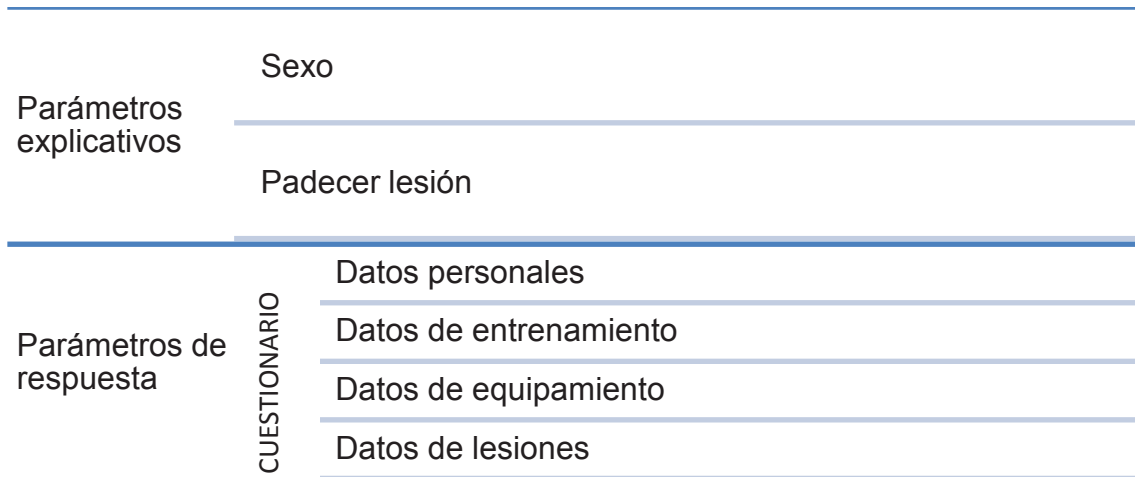 Parámetros
explicativos
Sexo
Padecer lesión
Parámetros de
respuesta
CUESTIONARIO
Datos personales
Datos de entrenamiento
Datos de equipamiento
Datos de lesiones